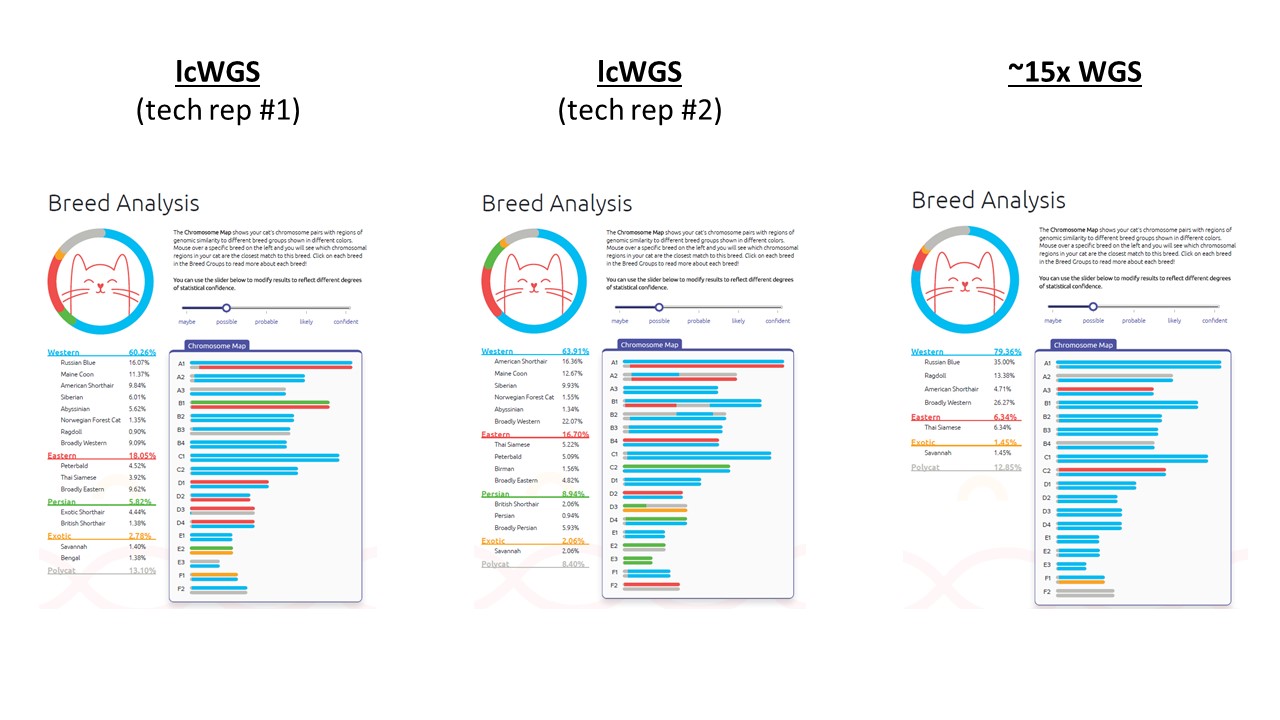 lcWGS
(tech rep #1)
Breed Analysis
The Chromosome Map shows your cat's chromosome pairs with regions of
genomic similarity to different breed groups shown in different colors.
Mouse over a specific breed on the left and you will see which chromosomal
regions in your cat are the closest match to this breed. Click on each breed
in the Breed Groups to read more about each breed!
You can use the slider below to modify results to reflect different degrees
of statistical confidence.
maybe possible probable likely confident
Western 60.26%
Russian Blue 16.07%
Maine Coon 11.37%
American Shorthair 9.84%
Siberian 6.01%
Abyssinian 5.62%
Norwegian Forest Cat 1.35%
Ragdoll 0.90%
Broadly Western 9.09%
Eastern 18.05%
Peterbald 4.52%
Thai Siamese 3.92%
Broadly Eastern 9.62%
Persian 5.82%
Exotic Shorthair 4.44%
British Shorthair 1.38%
Exotic 2.78%
Savannah 1.40%
Bengal 1.38%
Polycat 13.10%
Chromosome Map
A1
A2
A3
B1
B2
B3
B4
C1
C2
D1
D2
D3
D4
E1
E2
E3
F1
F2
lcWGS
(tech rep #2)
Breed Analysis
The Chromosome Map shows your cat's chromosome pairs with regions of
genomic similarity to different breed groups shown in different colors.
Mouse over a specific breed on the left and you will see which chromosomal
regions in your cat are the closest match to this breed. Click on each breed
in the Breed Groups to read more about each breed!
You can use the slider below to modify results to reflect different degrees
of statistical confidence.
maybe possible probable likely confident
Western 63.91%
American Shorthair 16.36%
Maine Coon 12.67%
Siberian 9.93%
Norwegian Forest Cat 1.55%
Abyssinian 1.34%
Broadly Western 22.07%
Eastern 16.70%
Thai Siamese 5.22%
Peterbald 5.09%
Birman 1.56%
Broadly Eastern 4.82%
Persian 8.94%
British Shorthair 2.06%
Persian 0.94%
Broadly Persian 5.93%
Exotic 2.06%
Savannah 2.06%
Polycat 8.40%
Chromosome Map
A1
A2
A3
B1
B2
B3
B4
C1
C2
D1
D2
D3
D4
E1
E2
E3
F1
F2
~15x WGS
Breed Analysis
The Chromosome Map shows your cat's chromosome pairs with regions of
genomic similarity to different breed groups shown in different colors.
Mouse over a specific breed on the left and you will see which chromosomal
regions in your cat are the closest match to this breed. Click on each breed
in the Breed Groups to read more about each breed!
You can use the slider below to modify results to reflect different degrees
of statistical confidence.
maybe possible probable likely confident
Western 79.36%
Russian Blue 35.00%
Ragdoll 13.38%
American Shorthair 4.71%
Broadly Western 26.27%
Eastern 6.34%
Thai Siamese 6.34%
Exotic 1.45%
Savannah 1.45%
Polycat 12.85%
Chromosome Map
A1
A2
A3
B1
B2
B3
B4
C1
C2
D1
D2
D3
D4
E1
E2
E3
F1
F2